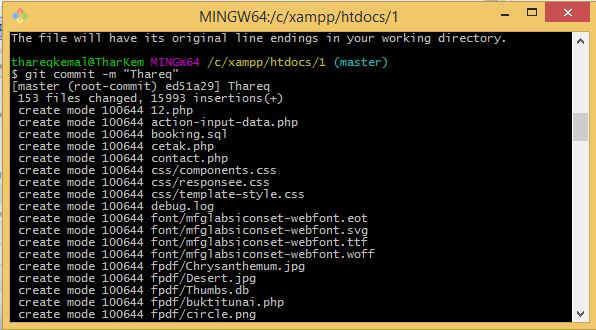 MINGW64:/c/xampp/htdocs/1
The file will have its original line endings in your working directory.
thareqkemal@TharKem MINGW64 /c/xampp/htdocs/1 (master)
$ git commit -m "Thareq"
[master (root-commit) ed51a29] Thareq
 153 files changed, 15993 insertions(+)
 create mode 100644 12.php
 create mode 100644 action-input-data.php
 create mode 100644 booking.sql
 create mode 100644 cetak.php
 create mode 100644 contact.php
 create mode 100644 css/components.css
 create mode 100644 css/responsee.css
 create mode 100644 css/template-style.css
 create mode 100644 debug.log
 create mode 100644 font/mfglabsiconset-webfont.eot
 create mode 100644 font/mfglabsiconset-webfont.svg
 create mode 100644 font/mfglabsiconset-webfont.ttf
 create mode 100644 font/mfglabsiconset-webfont.woff
 create mode 100644 fpdf/Chrysanthemum.jpg
 create mode 100644 fpdf/Desert.jpg
 create mode 100644 fpdf/Thumbs.db
 create mode 100644 fpdf/buktitunai.php
 create mode 100644 fpdf/circle.png